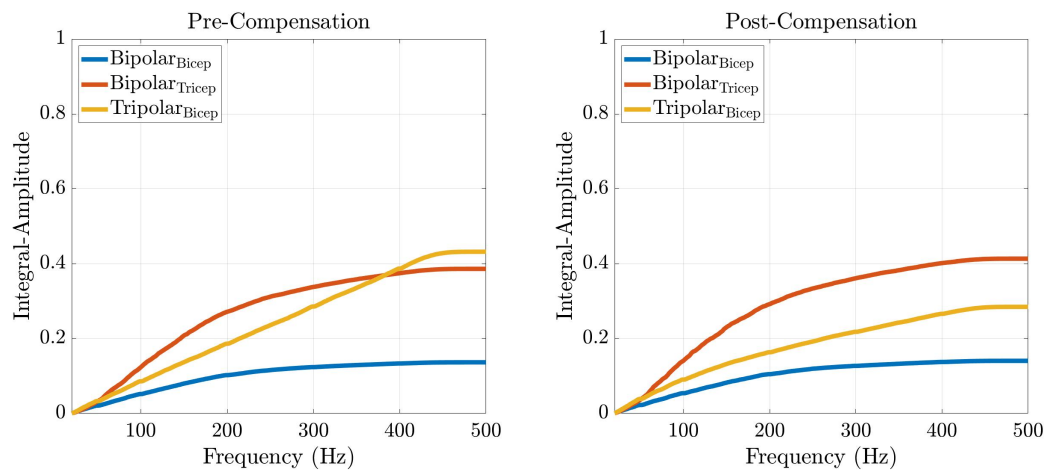 Pre-Compensation
1
0.8
0.6
0.4
0.2
0
100
200
300
400
500
Integral-Amplitude
Frequency (Hz)
Bipolar_Bicep
Bipolar_Tricep
Tripolar_Bicep
Post-Compensation
1
0.8
0.6
0.4
0.2
0
100
200
300
400
500
Integral-Amplitude
Frequency (Hz)
Bipolar_Bicep
Bipolar_Tricep
Tripolar_Bicep